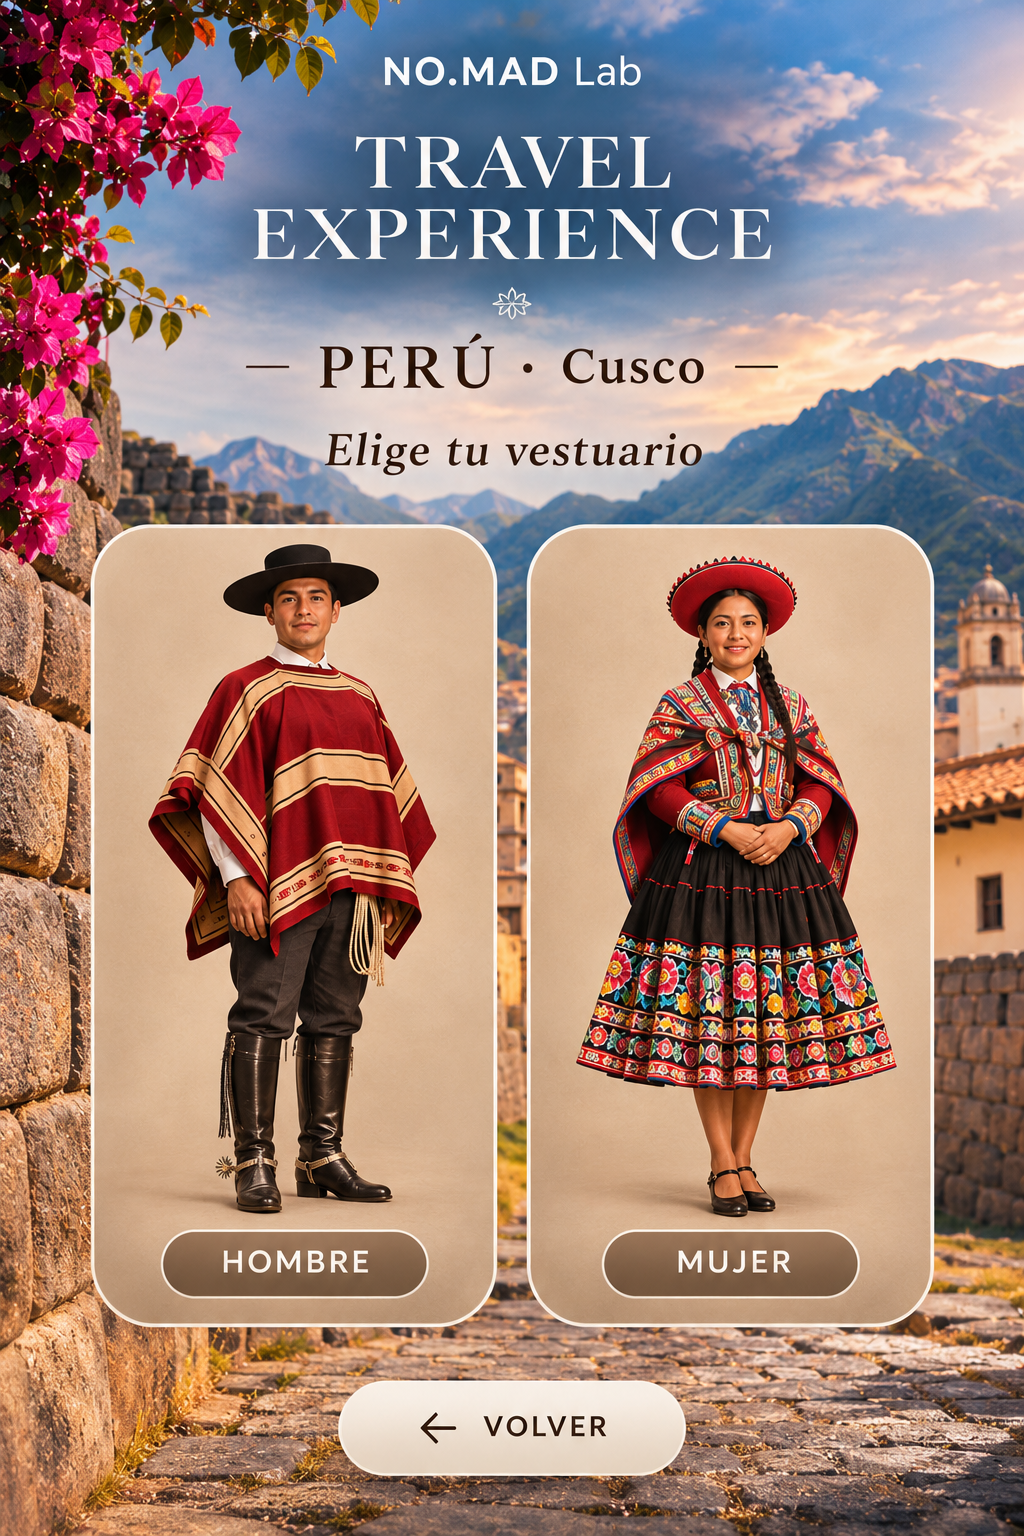 NO.MAD Lab
TRAVEL
EXPERIENCE
— PERÚ · Cusco —
Elige tu vestuario
HOMBRE
MUJER
← VOLVER